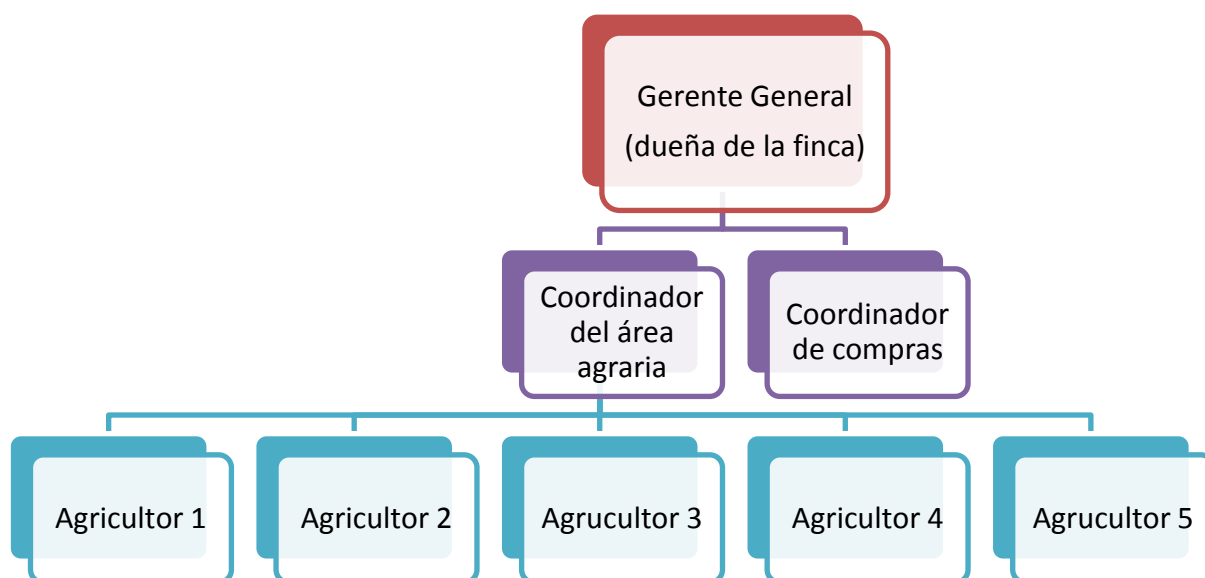 Gerente General
(dueña de la finca)
Coordinador
del área
agraria
Coordinador
de compras
Agricultor 1
Agricultor 2
Agrucultor 3
Agricultor 4
Agrucultor 5